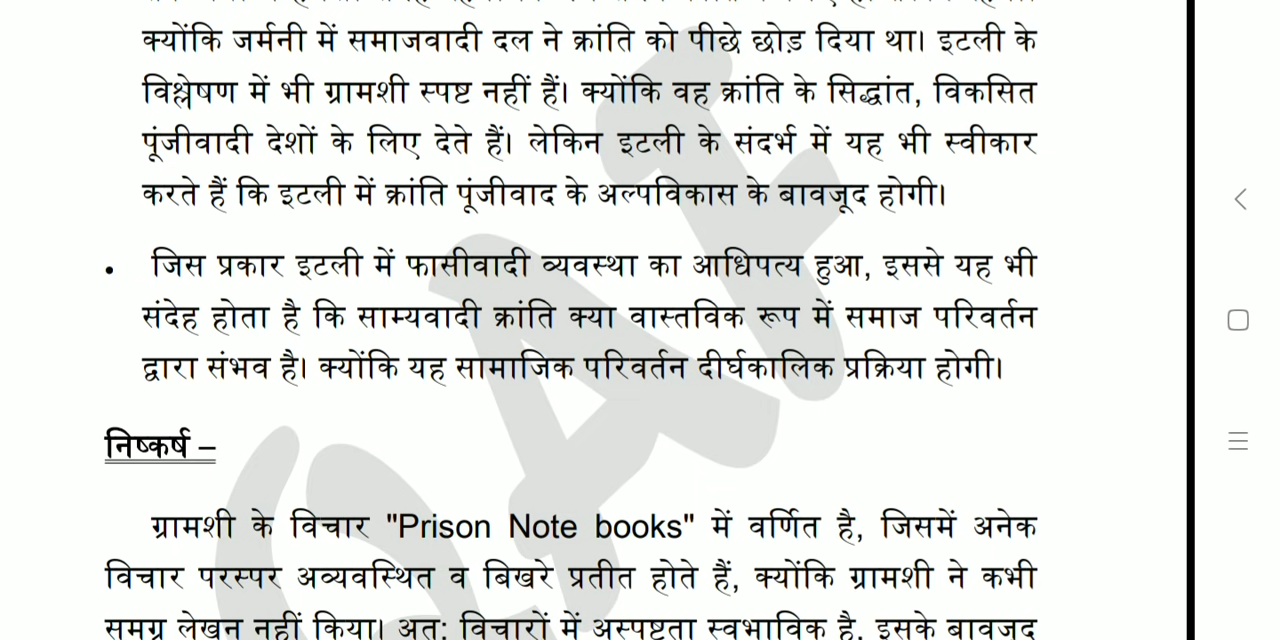 क्योंकि जर्मनी में समाजवादी दल ने क्रांति को पीछे छोड़ दिया था। इटली के
विश्लेषण में भी ग्रामशी स्पष्ट नहीं हैं। क्योंकि वह क्रांति के सिद्धांत, विकसित
पूंजीवादी देशों के लिए देते हैं। लेकिन इटली के संदर्भ में यह भी स्वीकार
करते हैं कि इटली में क्रांति पूंजीवाद के अल्पविकास के बावजूद होगी।
• जिस प्रकार इटली में फासीवादी व्यवस्था का आधिपत्य हुआ, इससे यह भी
संदेह होता है कि साम्यवादी क्रांति क्या वास्तविक रूप में समाज परिवर्तन
द्वारा संभव है। क्योंकि यह सामाजिक परिवर्तन दीर्घकालिक प्रक्रिया होगी।
निष्कर्ष –
ग्रामशी के विचार "Prison Note books" में वर्णित है, जिसमें अनेक
विचार परस्पर अव्यवस्थित व बिखरे प्रतीत होते हैं, क्योंकि ग्रामशी ने कभी
समग्र लेखन नहीं किया। अत: विचारों में अस्पष्टता स्वभाविक है, इसके बावजूद